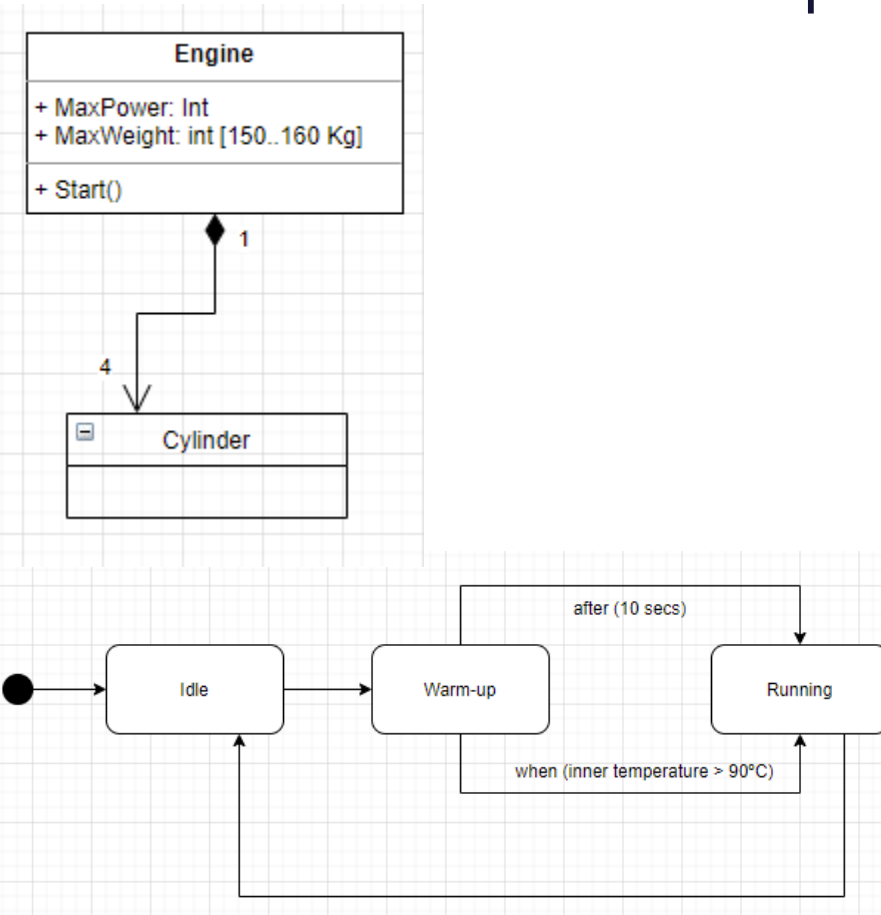 Engine
+ MaxPower: Int
+ MaxWeight: int [150..160 Kg]
+ Start()
1
4
Cylinder
after (10 secs)
Idle
Warm-up
Running
when (inner temperature > 90ºC)